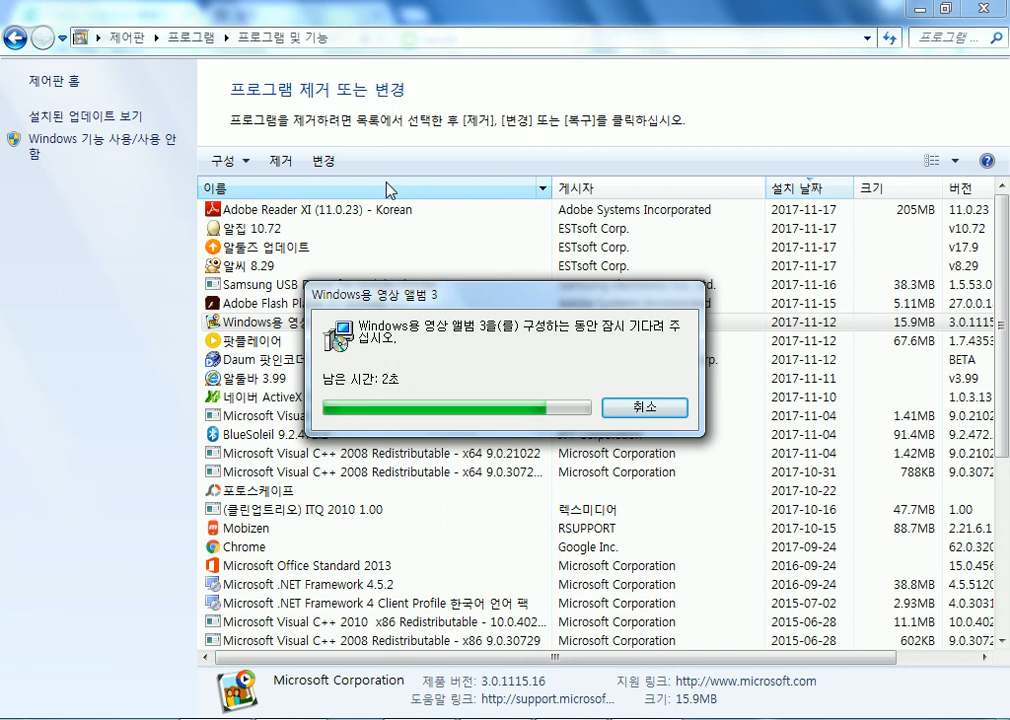 제어판 ▸ 프로그램 ▸ 프로그램 및 기능
프로그램 ...
제어판 홈
설치된 업데이트 보기
Windows 기능 사용/사용 안
함
프로그램 제거 또는 변경
프로그램을 제거하려면 목록에서 선택한 후 [제거], [변경] 또는 [복구]를 클릭하십시오.
구성 제거 변경
이름 게시자 설치 날짜 크기 버전
Adobe Reader XI (11.0.23) - Korean Adobe Systems Incorporated 2017-11-17 205MB 11.0.23
알집 10.72 ESTsoft Corp. 2017-11-17 v10.72
알툴즈 업데이트 ESTsoft Corp. 2017-11-17 v17.9
알씨 8.29 ESTsoft Corp. 2017-11-17 v8.29
Samsung USB 2017-11-16 38.3MB 1.5.53.0
Adobe Flash Pl 2017-11-15 5.11MB 27.0.0.1
Windows용 영상 2017-11-12 15.9MB 3.0.1115
팟플레이어 2017-11-12 67.6MB 1.7.4353
Daum 팟인코더 2017-11-12 BETA
알툴바 3.99 2017-11-11 v3.99
네이버 ActiveX 2017-11-10 1.0.3.13
Microsoft Visua 2017-11-04 1.41MB 9.0.2102
BlueSoleil 9.2.472.2 2017-11-04 91.4MB 9.2.472.
Microsoft Visual C++ 2008 Redistributable - x64 9.0.21022 Microsoft Corporation 2017-11-04 1.42MB 9.0.2102
Microsoft Visual C++ 2008 Redistributable - x64 9.0.3072... Microsoft Corporation 2017-10-31 788KB 9.0.3072
포토스케이프 2017-10-22
(클린업트리오) ITQ 2010 1.00 렉스미디어 2017-10-16 47.7MB 1.00
Mobizen RSUPPORT 2017-10-15 88.7MB 2.21.6.1
Chrome Google Inc. 2017-09-24 62.0.320
Microsoft Office Standard 2013 Microsoft Corporation 2016-09-24 15.0.456
Microsoft .NET Framework 4.5.2 Microsoft Corporation 2016-09-24 38.8MB 4.5.5120
Microsoft .NET Framework 4 Client Profile 한국어 언어 팩 Microsoft Corporation 2015-07-02 2.93MB 4.0.3031
Microsoft Visual C++ 2010 x86 Redistributable - 10.0.402... Microsoft Corporation 2015-06-28 11.1MB 10.0.402
Microsoft Visual C++ 2008 Redistributable - x86 9.0.30729 Microsoft Corporation 2015-06-28 602KB 9.0.3072
Windows용 영상 앨범 3
Windows용 영상 앨범 3을(를) 구성하는 동안 잠시 기다려 주
십시오.
남은 시간: 2초
취소
Microsoft Corporation 제품 버전: 3.0.1115.16 지원 링크: http://www.microsoft.com
도움말 링크: http://support.microsof... 크기: 15.9MB